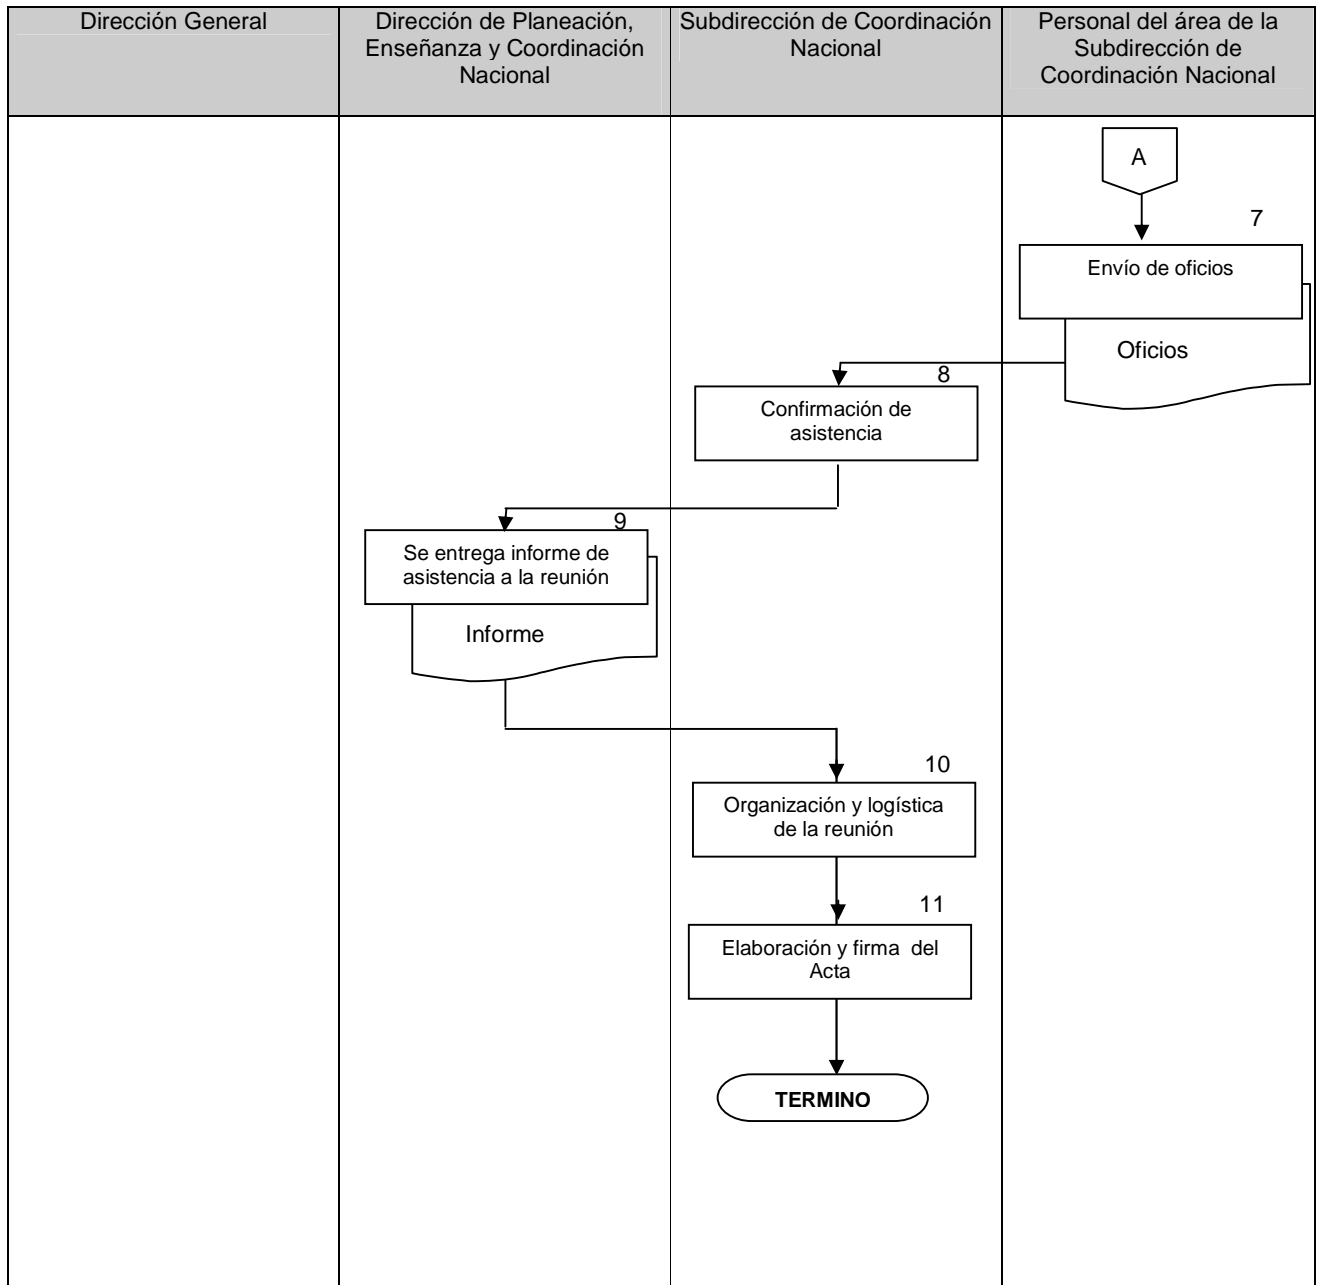 Dirección General
Dirección de Planeación,
Enseñanza y Coordinación
Nacional
Subdirección de Coordinación
Nacional
Personal del área de la
Subdirección de
Coordinación Nacional
A
7
Envío de oficios
Oficios
8
Confirmación de
asistencia
9
Se entrega informe de
asistencia a la reunión
Informe
10
Organización y logística
de la reunión
11
Elaboración y firma  del
Acta
TERMINO